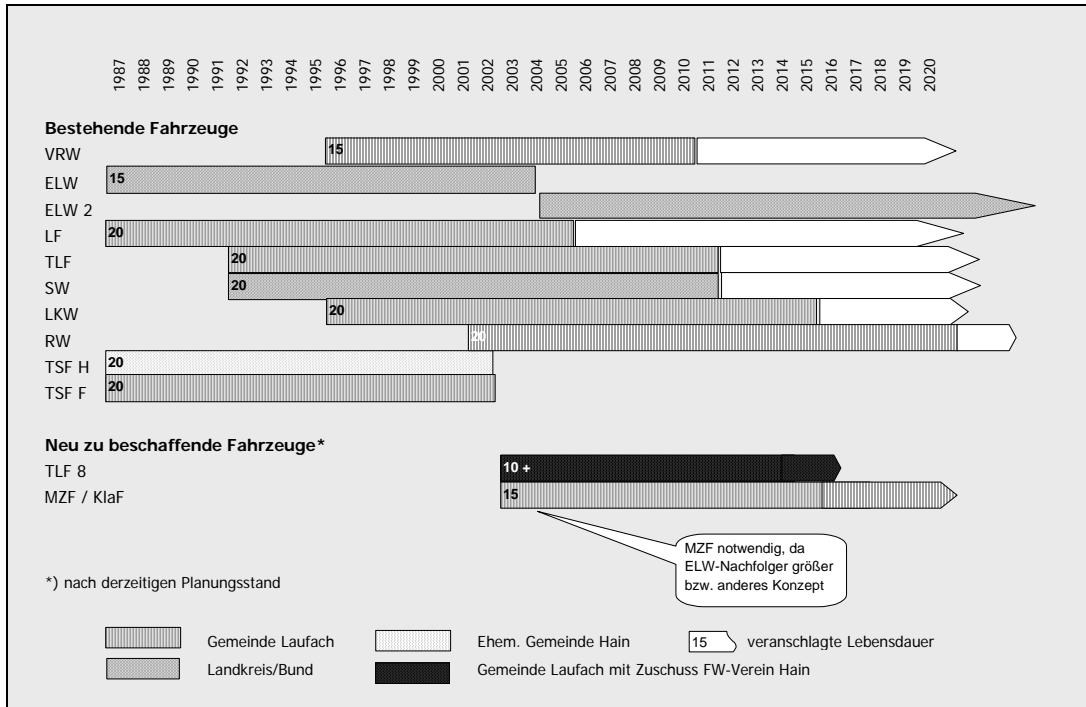 1987 1988 1989 1990 1991 1992 1993 1994 1995 1996 1997 1998 1999 2000 2001 2002 2003 2004 2005 2006 2007 2008 2009 2010 2011 2012 2013 2014 2015 2016 2017 2018 2019 2020
Bestehende Fahrzeuge
VRW 15
ELW 15
ELW 2
LF 20
TLF 20
SW 20
LKW 20
RW 20
TSF H 20
TSF F 20
Neu zu beschaffende Fahrzeuge*
TLF 8 10 +
MZF / KlaF 15
MZF notwendig, da
ELW-Nachfolger größer
bzw. anderes Konzept
*) nach derzeitigen Planungsstand
Gemeinde Laufach Ehem. Gemeinde Hain 15 veranschlagte Lebensdauer
Landkreis/Bund Gemeinde Laufach mit Zuschuss FW-Verein Hain